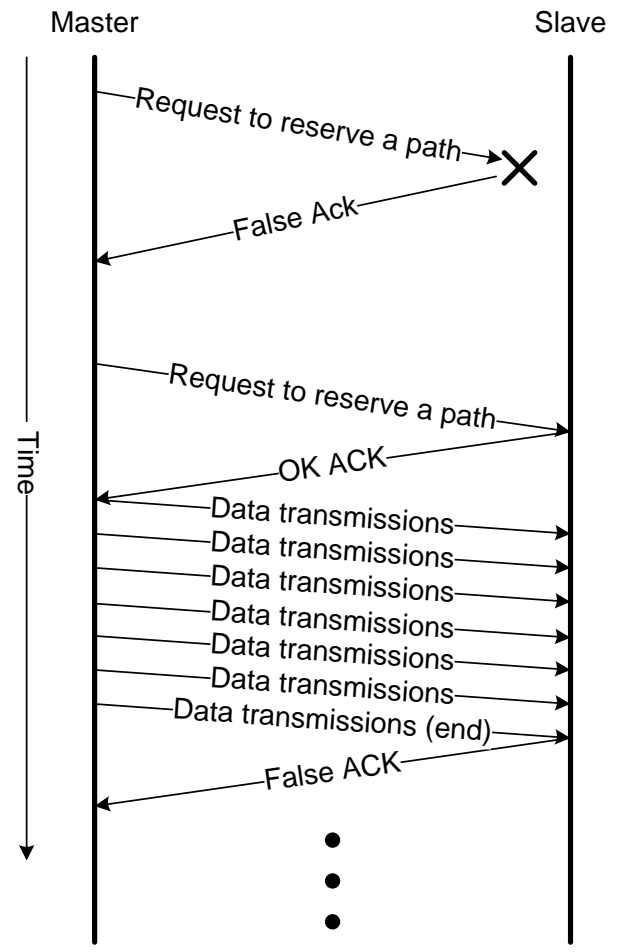 Master
Slave
Request to reserve a path
False Ack
Request to reserve a path
OK ACK
Time
Data transmissions
Data transmissions
Data transmissions
Data transmissions
Data transmissions
Data transmissions
Data transmissions (end)
False ACK